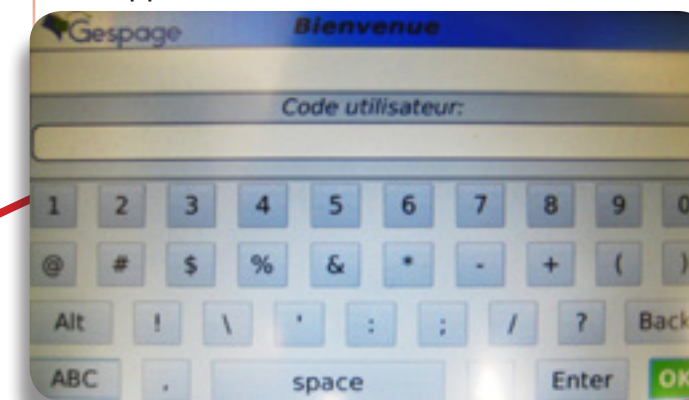 Gespage Bienvenue
Code utilisateur:
1 2 3 4 5 6 7 8 9 0
@ # $ % & * - + ( )
Alt ! \ ' : ; / ? Back
ABC , space Enter OK